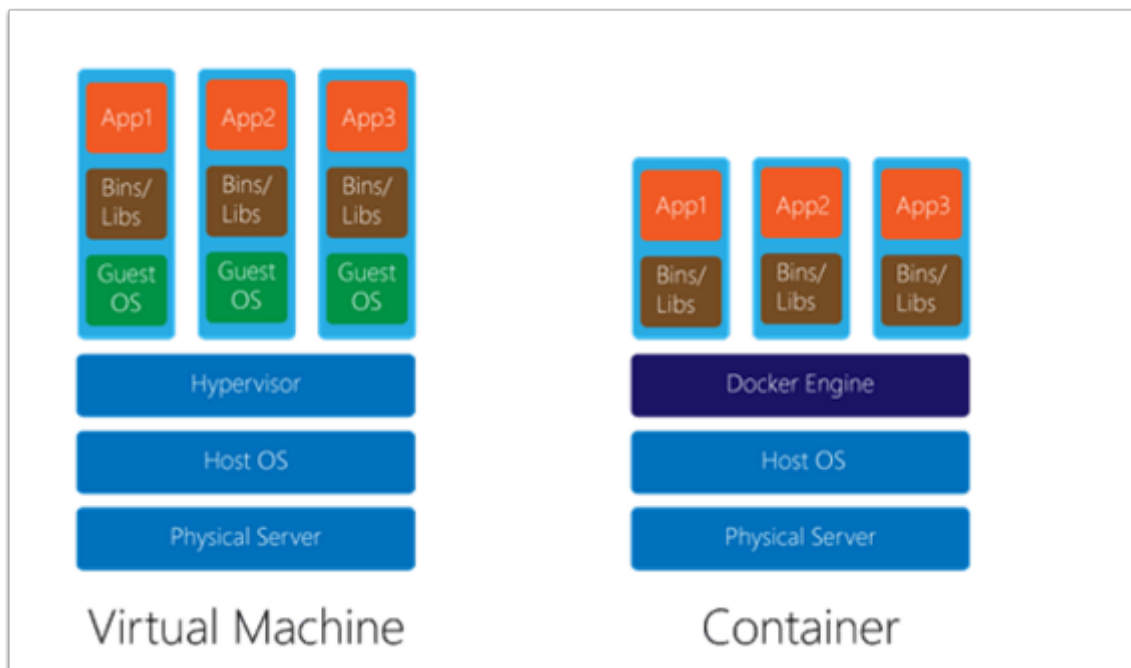 App1
App2
App3
Bins/
Libs
Bins/
Libs
Bins/
Libs
Guest
OS
Guest
OS
Guest
OS
Hypervisor
Host OS
Physical Server
Virtual Machine
App1
App2
App3
Bins/
Libs
Bins/
Libs
Bins/
Libs
Docker Engine
Host OS
Physical Server
Container